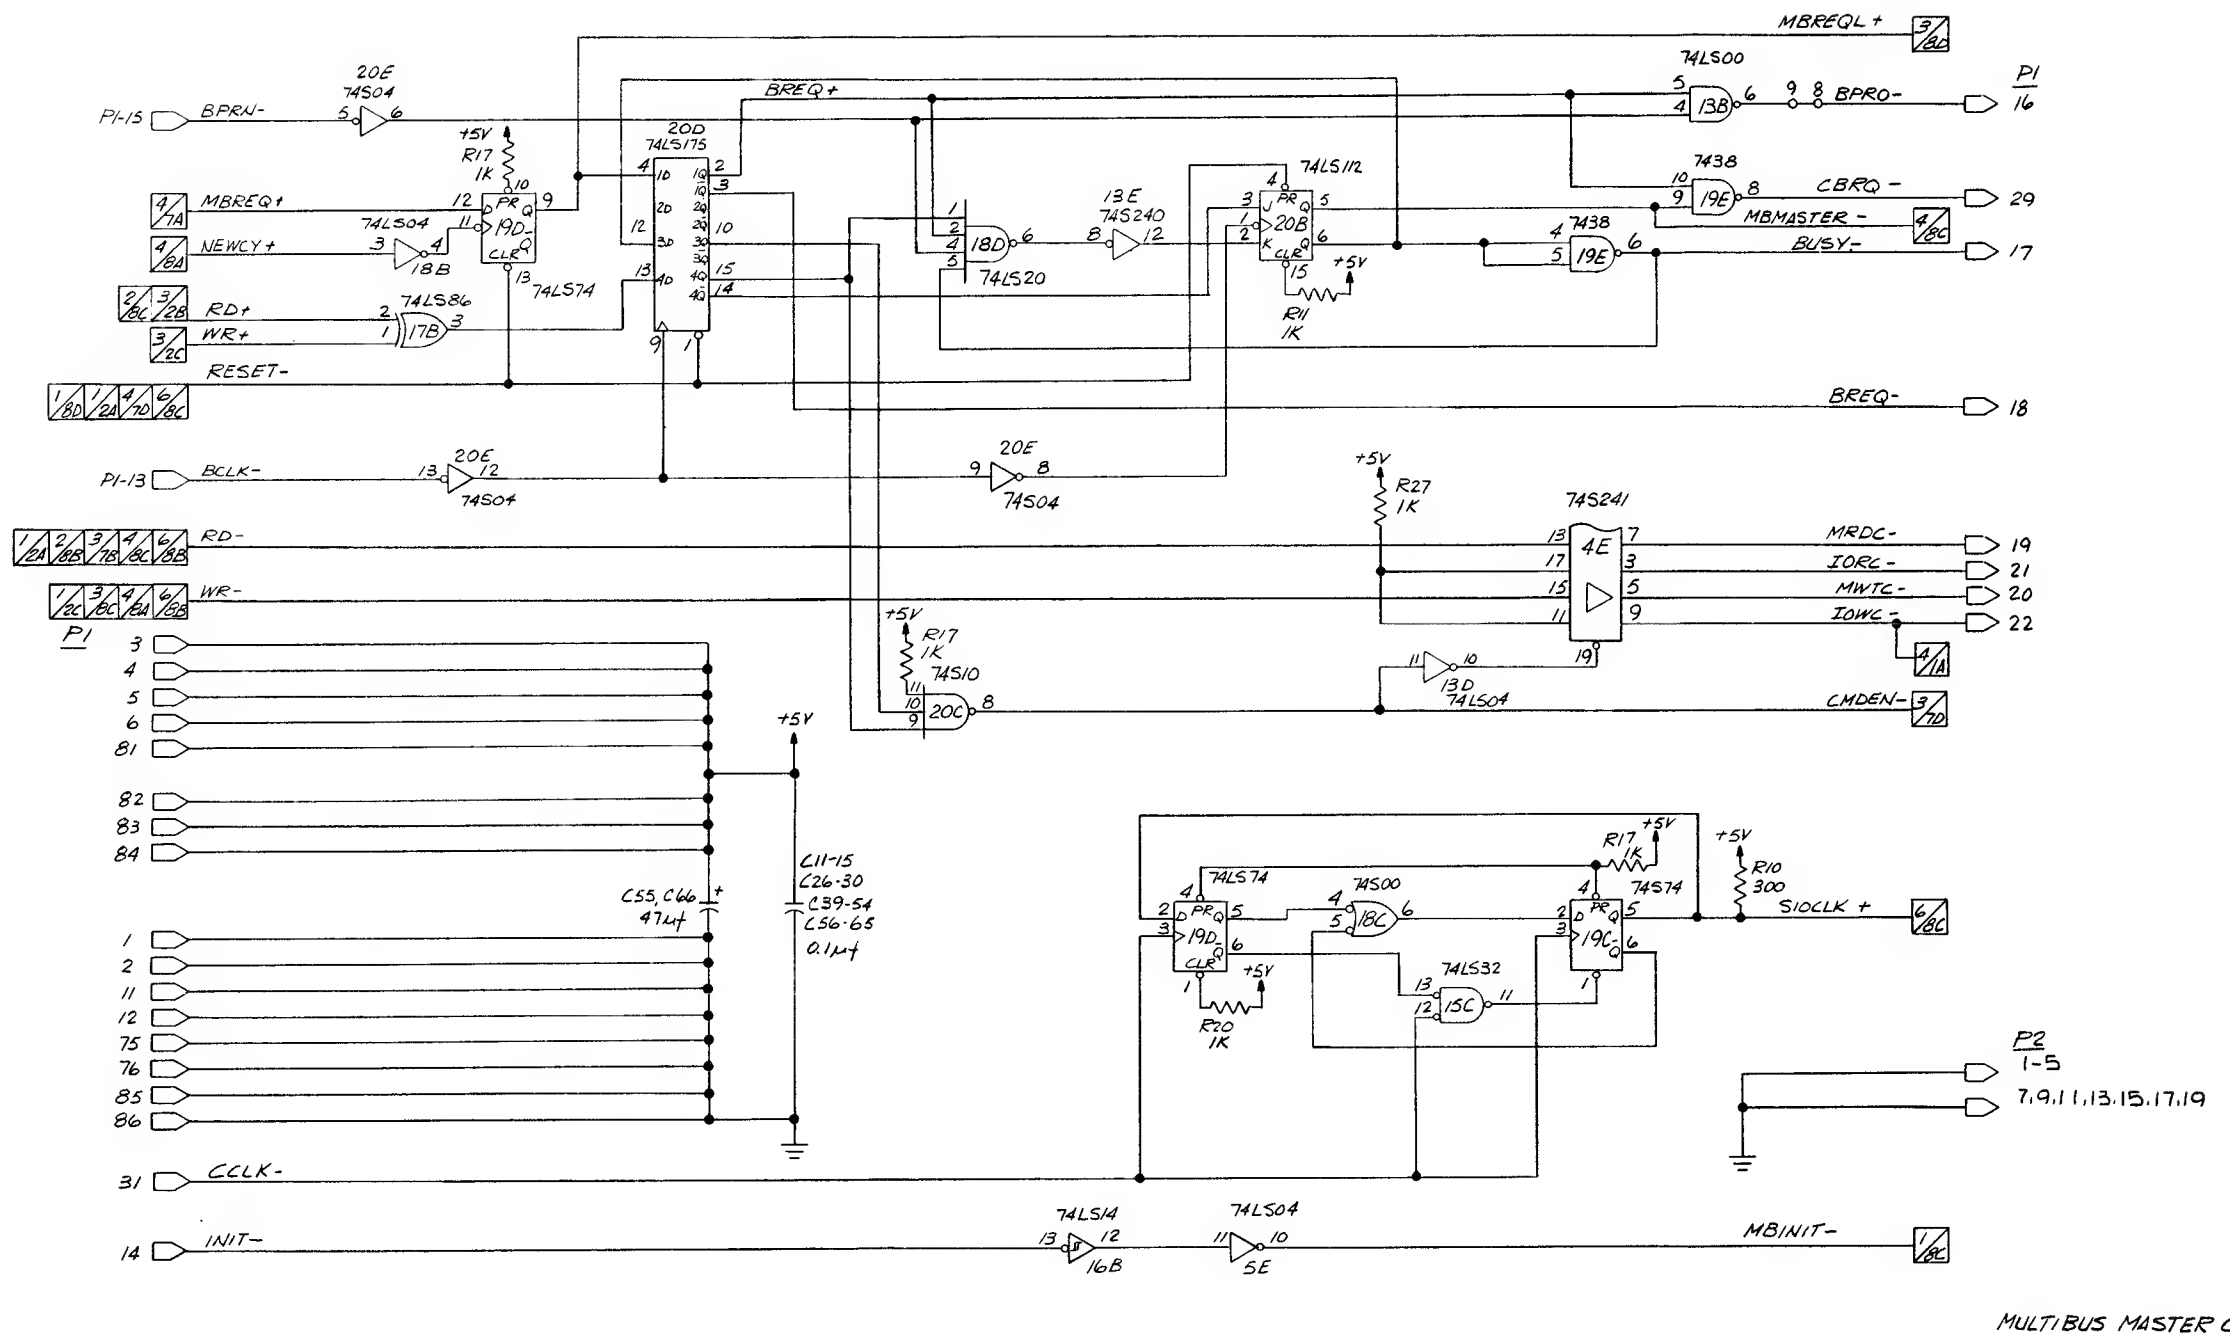 MBREQL+ 3/8D
20E
74S04
P1-15 BPRN- 5 6
BREQ+
74LS00
5
4 13B 6 9 8 BPRO- 16
P1
+5V
R17
1K
10
20D
74LS175
4/7A MBREQ+ 12 D PR Q 9
74LS04
11 19D Q
4/8A NEWCY+ 3 4
18B
CLR
13
74LS74
2/8C 3/2B RD+ 2
74LS86
17B 3
3/2C WR+ 1
4 1D 1Q 2
1Q 3
2D 2Q
12 2Q 10
3D 3Q
3Q
13 4D 4Q 15
4Q 14
9 1
RESET-
1/8D 1/2A 4/7D 6/8C
1
2
4
5
18D 6
74LS20
13E
74S240
8 12
74LS112
4
3 J PR Q 5
1 20B
2 K Q 6
CLR
15
+5V
R11
1K
7438
10
9 19E 8 CBRQ- 29
MBMASTER- 4/8C
7438
4
5 19E 6 BUSY- 17
BREQ- 18
P1-13 BCLK- 13 20E 12
74S04
20E
9 8
74S04
+5V
R27
1K
74S241
4E
1/2A 2/8B 3/7B 4/8C 6/8B RD- 13 7 MRDC- 19
17 3 IORC- 21
1/2C 3/8C 4/8A 6/8B WR- 15 5 MWTC- 20
11 9 IOWC- 22
19
4/1A
11 10
13D
74LS04
+5V
R17
1K
74S10
11
10
9 20C 8
CMDEN- 3/7D
P1
3
4
5
6
81
82
83
84
+5V
C55, C66 +
47µf
C11-15
C26-30
C39-54
C56-65
0.1µf
1
2
11
12
75
76
85
86
74LS74
4
2 D PR Q 5
3 19D
Q 6
CLR
1
+5V
R20
1K
74S00
4
5 18C 6
74LS32
13
12 15C 11
R17
1K
+5V
74S74
4
2 D PR Q 5
3 19C
Q 6
1
+5V
R10
300
SIOCLK+ 6/8C
P2
1-5
7,9,11,13,15,17,19
31 CCLK-
14 INIT- 13 74LS14 12
16B
74LS04
11 10
5E
MBINIT- 1/8C
MULTIBUS MASTER